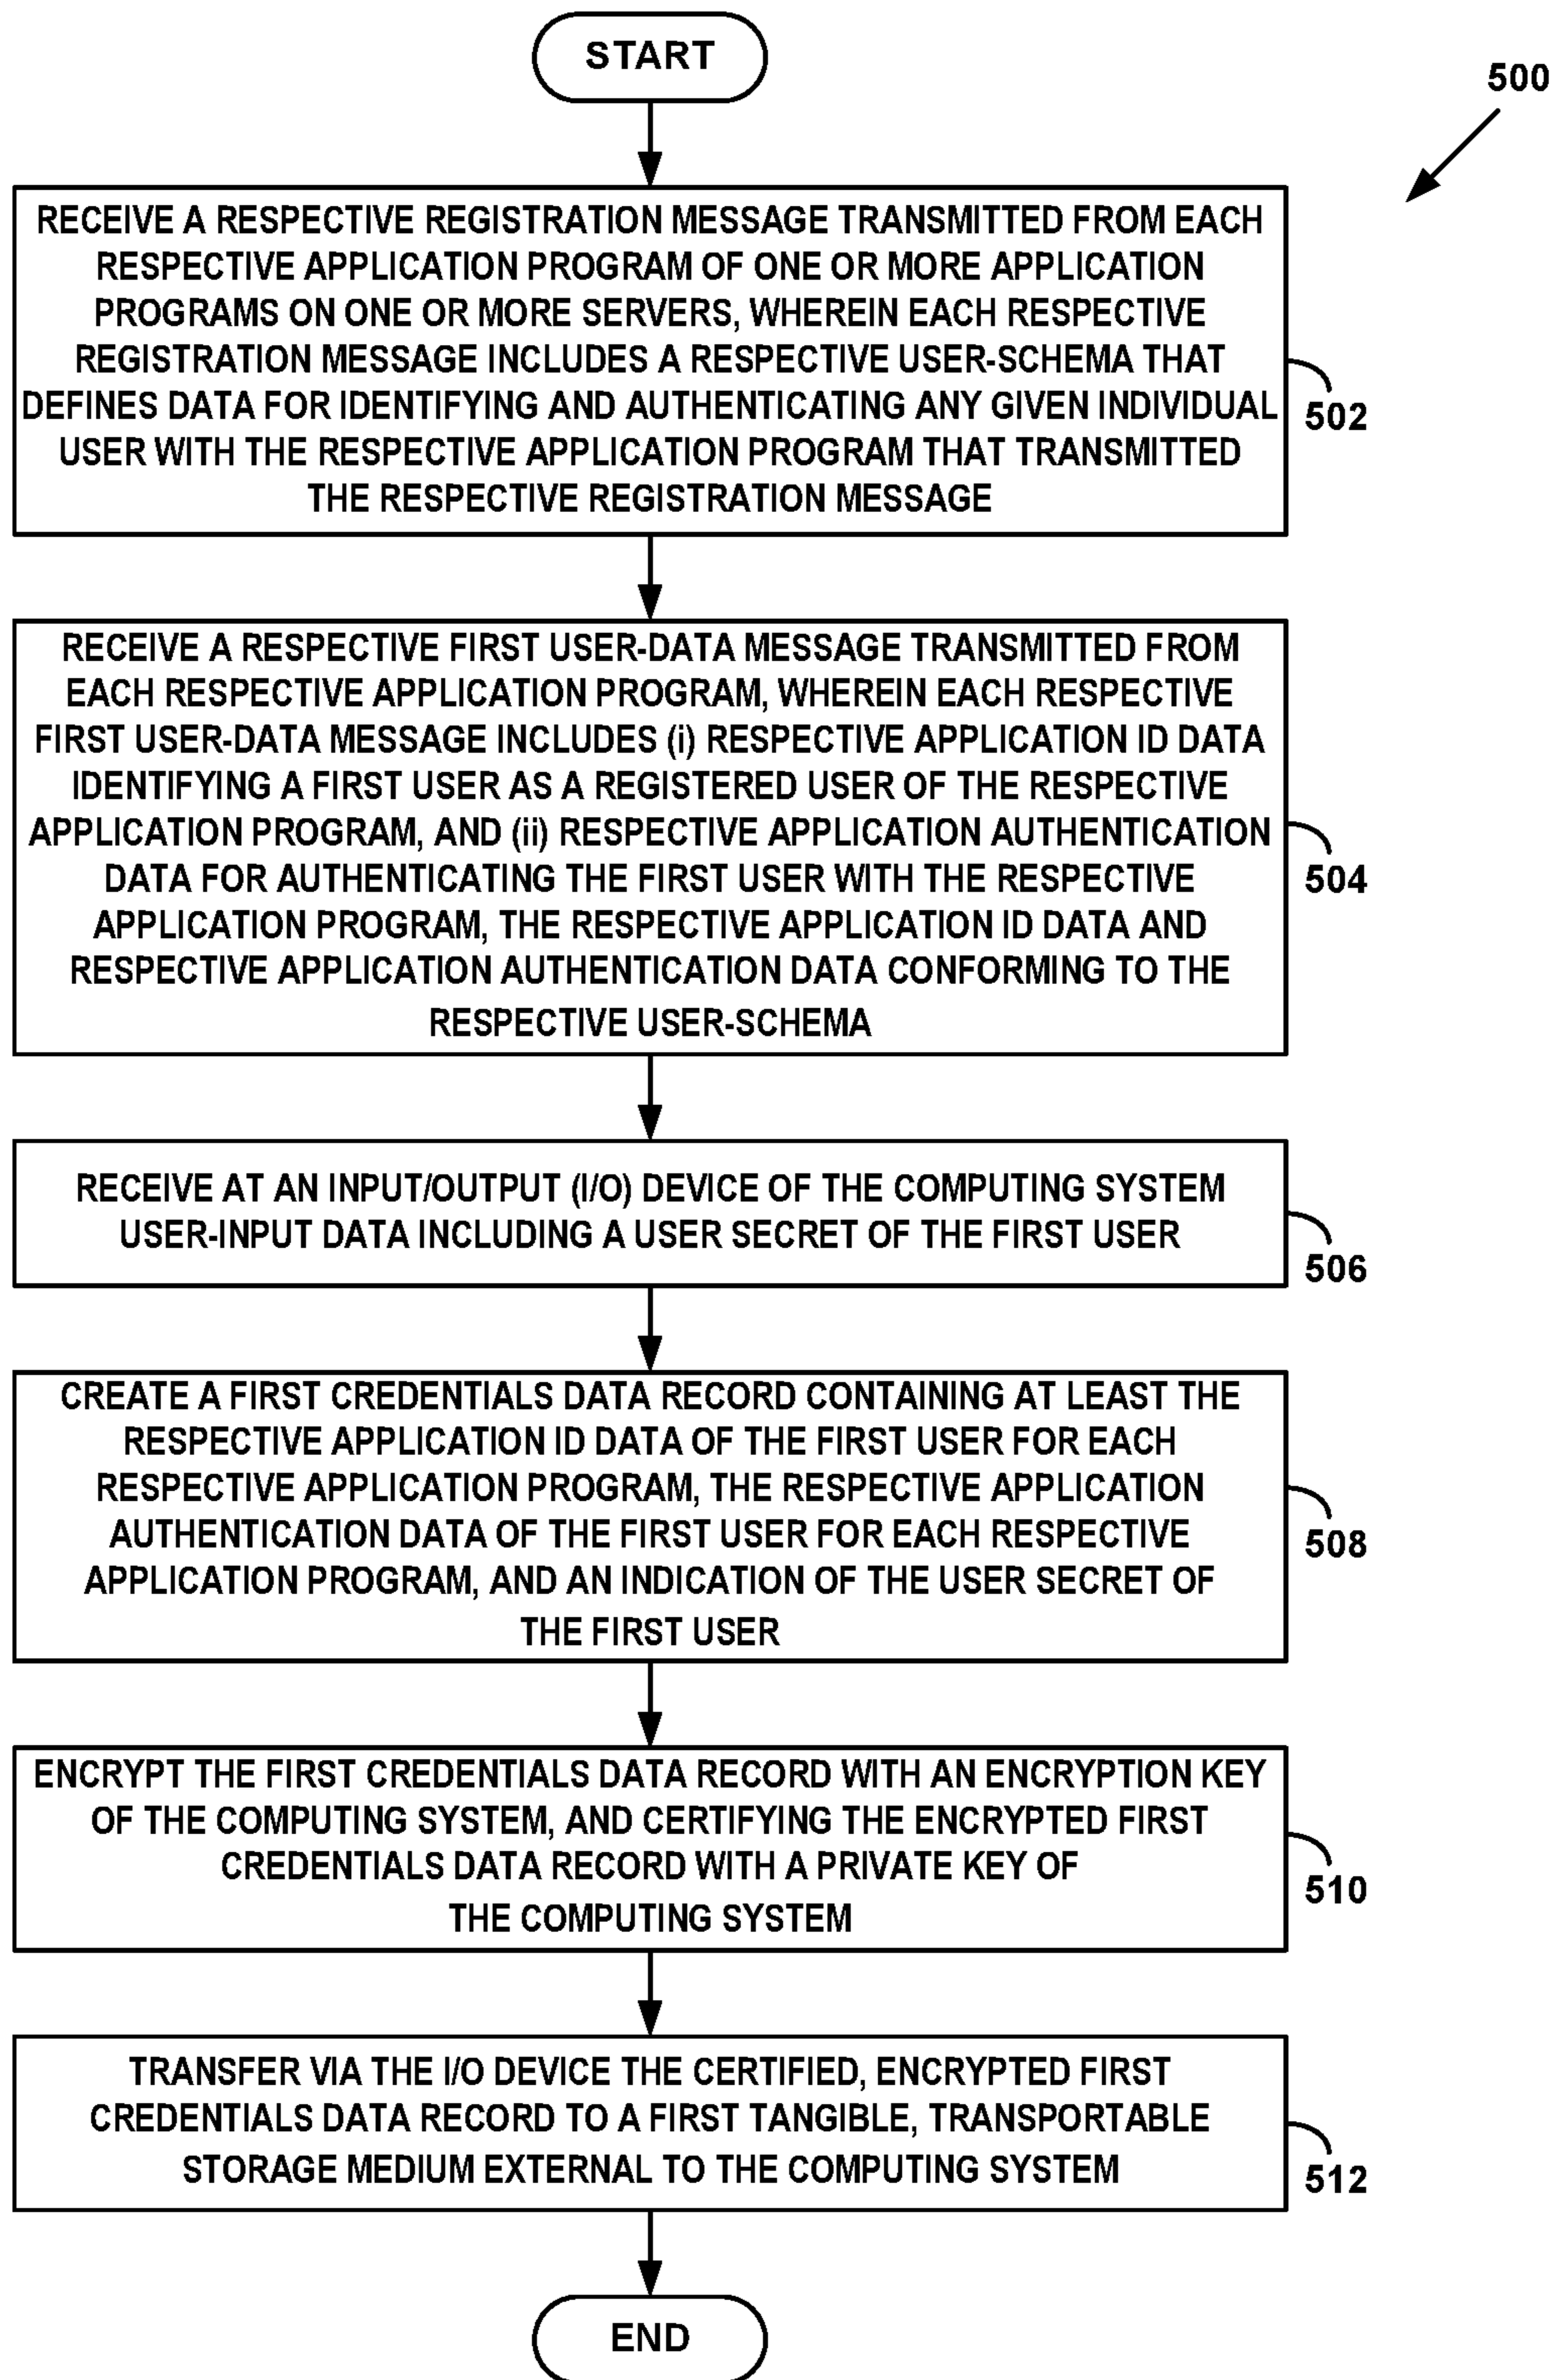 START
500
RECEIVE A RESPECTIVE REGISTRATION MESSAGE TRANSMITTED FROM EACH
RESPECTIVE APPLICATION PROGRAM OF ONE OR MORE APPLICATION
PROGRAMS ON ONE OR MORE SERVERS, WHEREIN EACH RESPECTIVE
REGISTRATION MESSAGE INCLUDES A RESPECTIVE USER-SCHEMA THAT
DEFINES DATA FOR IDENTIFYING AND AUTHENTICATING ANY GIVEN INDIVIDUAL
USER WITH THE RESPECTIVE APPLICATION PROGRAM THAT TRANSMITTED
THE RESPECTIVE REGISTRATION MESSAGE
502
RECEIVE A RESPECTIVE FIRST USER-DATA MESSAGE TRANSMITTED FROM
EACH RESPECTIVE APPLICATION PROGRAM, WHEREIN EACH RESPECTIVE
FIRST USER-DATA MESSAGE INCLUDES (i) RESPECTIVE APPLICATION ID DATA
IDENTIFYING A FIRST USER AS A REGISTERED USER OF THE RESPECTIVE
APPLICATION PROGRAM, AND (ii) RESPECTIVE APPLICATION AUTHENTICATION
DATA FOR AUTHENTICATING THE FIRST USER WITH THE RESPECTIVE
APPLICATION PROGRAM, THE RESPECTIVE APPLICATION ID DATA AND
RESPECTIVE APPLICATION AUTHENTICATION DATA CONFORMING TO THE
RESPECTIVE USER-SCHEMA
504
RECEIVE AT AN INPUT/OUTPUT (I/O) DEVICE OF THE COMPUTING SYSTEM
USER-INPUT DATA INCLUDING A USER SECRET OF THE FIRST USER
506
CREATE A FIRST CREDENTIALS DATA RECORD CONTAINING AT LEAST THE
RESPECTIVE APPLICATION ID DATA OF THE FIRST USER FOR EACH
RESPECTIVE APPLICATION PROGRAM, THE RESPECTIVE APPLICATION
AUTHENTICATION DATA OF THE FIRST USER FOR EACH RESPECTIVE
APPLICATION PROGRAM, AND AN INDICATION OF THE USER SECRET OF
THE FIRST USER
508
ENCRYPT THE FIRST CREDENTIALS DATA RECORD WITH AN ENCRYPTION KEY
OF THE COMPUTING SYSTEM, AND CERTIFYING THE ENCRYPTED FIRST
CREDENTIALS DATA RECORD WITH A PRIVATE KEY OF
THE COMPUTING SYSTEM
510
TRANSFER VIA THE I/O DEVICE THE CERTIFIED, ENCRYPTED FIRST
CREDENTIALS DATA RECORD TO A FIRST TANGIBLE, TRANSPORTABLE
STORAGE MEDIUM EXTERNAL TO THE COMPUTING SYSTEM
512
END